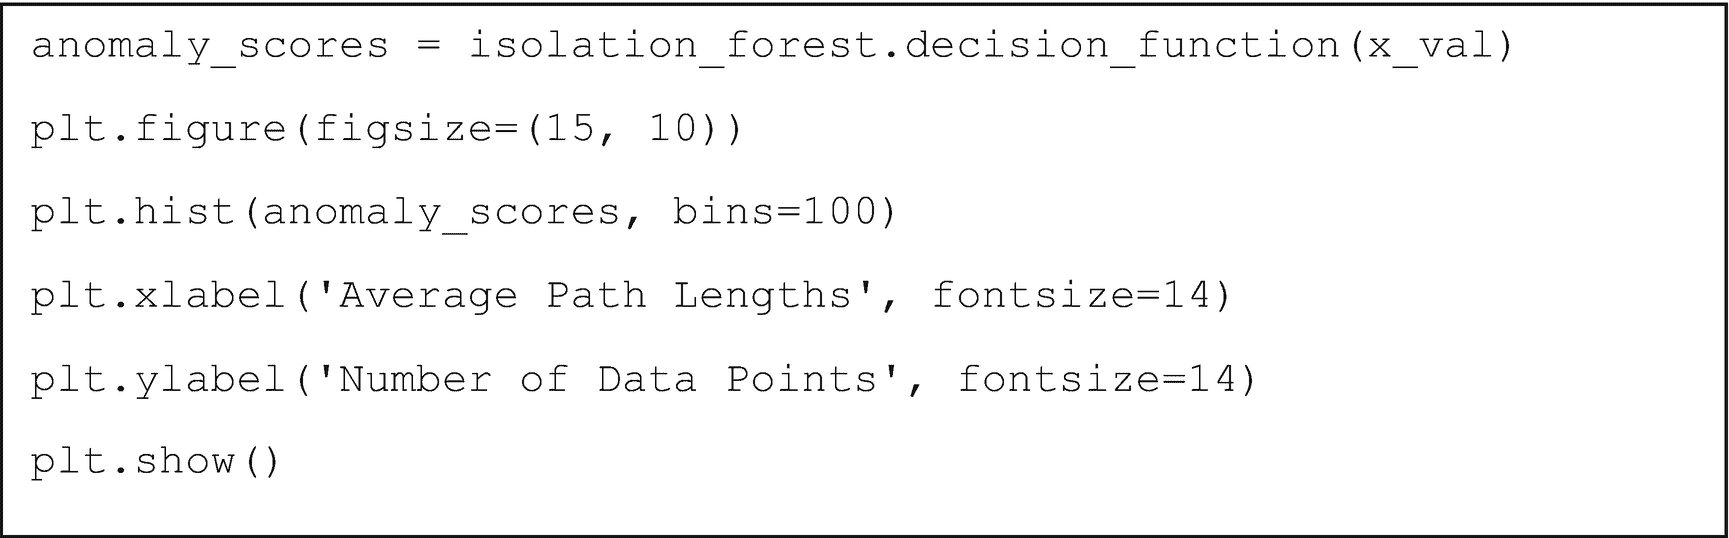 anomaly_scores = isolation_forest.decision_function(x_val)
plt.figure(figsize=(15, 10))
plt.hist(anomaly_scores, bins=100)
plt.xlabel('Average Path Lengths', fontsize=14)
plt.ylabel('Number of Data Points', fontsize=14)
plt.show()